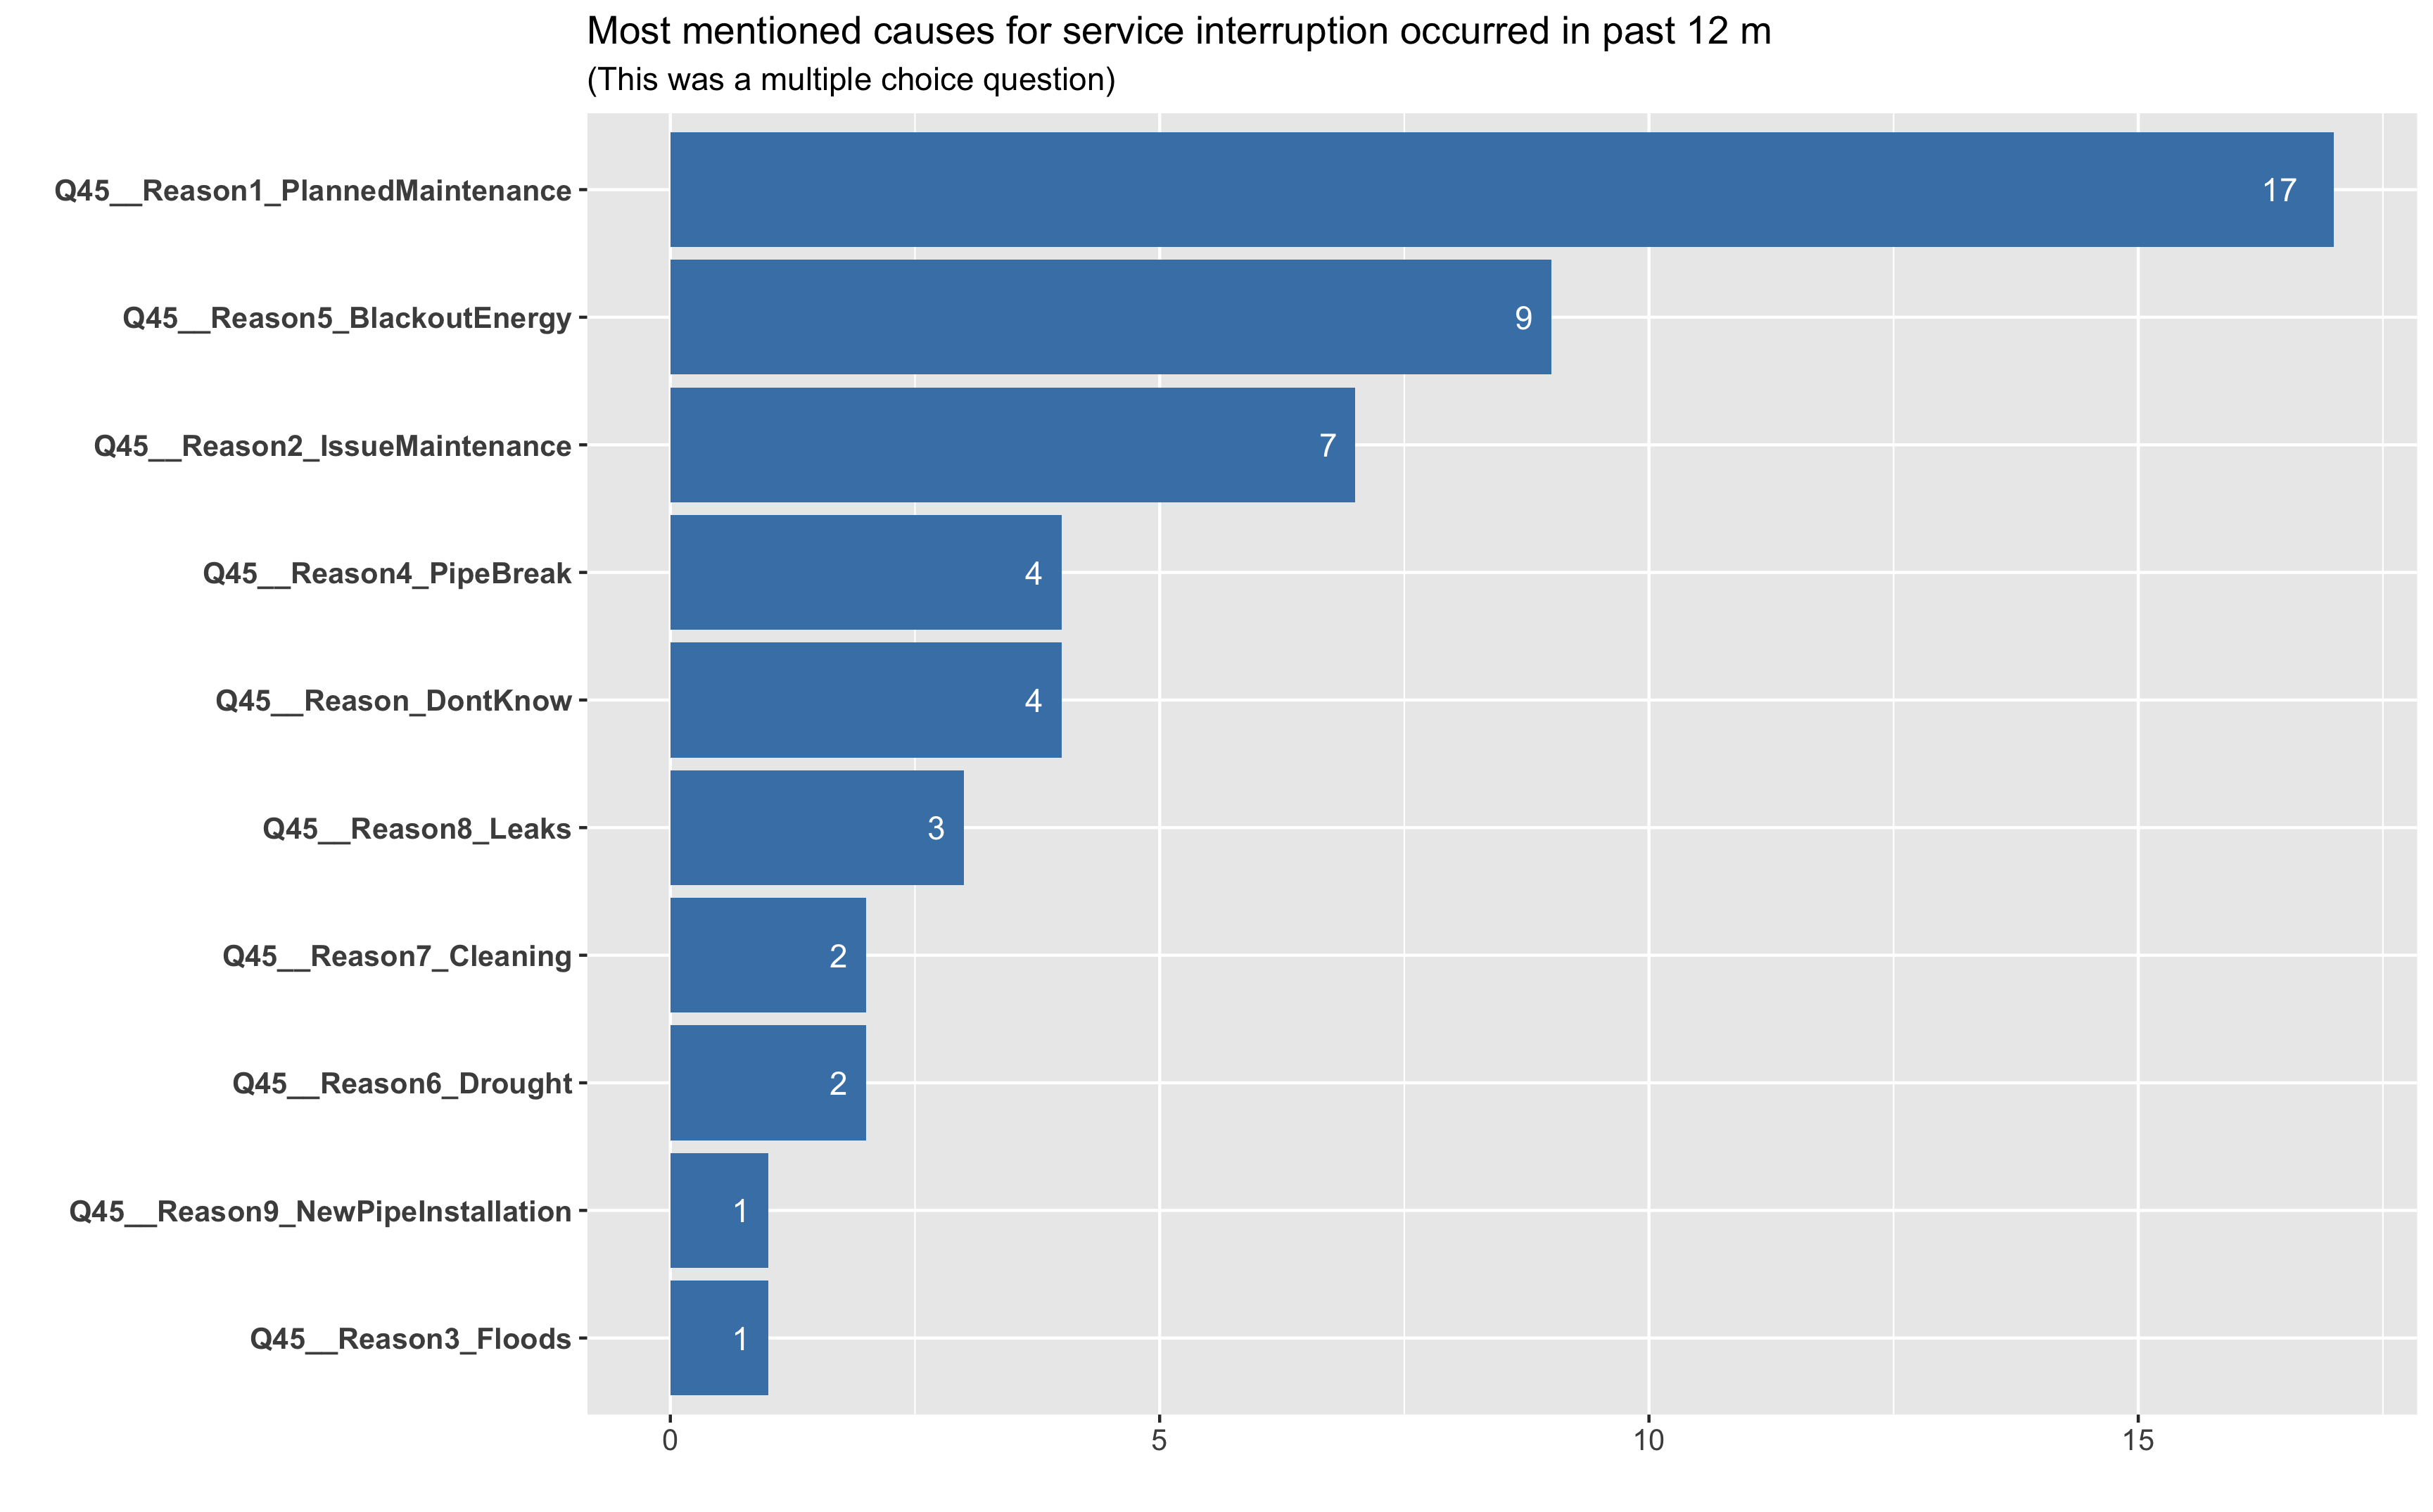 Most mentioned causes for service interruption occurred in past 12 m
(This was a multiple choice question)
Q45__Reason1_PlannedMaintenance 17
Q45__Reason5_BlackoutEnergy 9
Q45__Reason2_IssueMaintenance 7
Q45__Reason4_PipeBreak 4
Q45__Reason_DontKnow 4
Q45__Reason8_Leaks 3
Q45__Reason7_Cleaning 2
Q45__Reason6_Drought 2
Q45__Reason9_NewPipeInstallation 1
Q45__Reason3_Floods 1
0 5 10 15